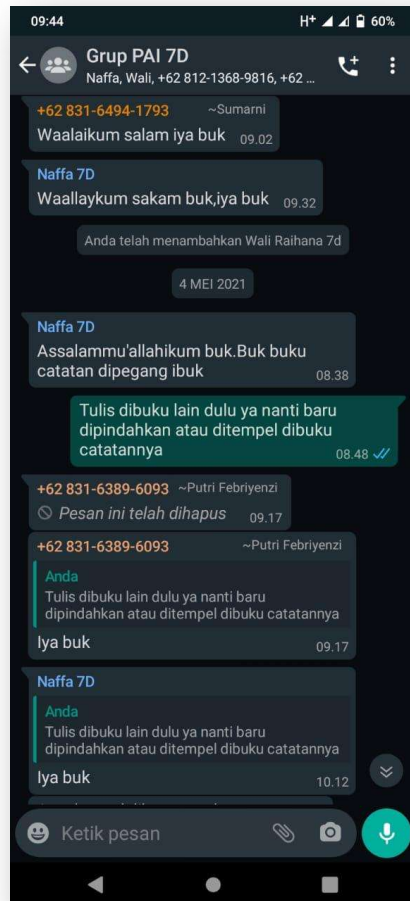 09:44 H+ 60%
Grup PAI 7D
Naffa, Wali, +62 812-1368-9816, +62 ...
+62 831-6494-1793 ~Sumarni
Waalaikum salam iya buk 09.02
Naffa 7D
Waallaykum sakam buk,iya buk 09.32
Anda telah menambahkan Wali Raihana 7d
4 MEI 2021
Naffa 7D
Assalammu'allahikum buk.Buk buku
catatan dipegang ibuk 08.38
Tulis dibuku lain dulu ya nanti baru
dipindahkan atau ditempel dibuku
catatannya 08.48
+62 831-6389-6093 ~Putri Febriyenzi
Pesan ini telah dihapus 09.17
+62 831-6389-6093 ~Putri Febriyenzi
Anda
Tulis dibuku lain dulu ya nanti baru
dipindahkan atau ditempel dibuku catatannya
Iya buk 09.17
Naffa 7D
Anda
Tulis dibuku lain dulu ya nanti baru
dipindahkan atau ditempel dibuku catatannya
Iya buk 10.12
Ketik pesan